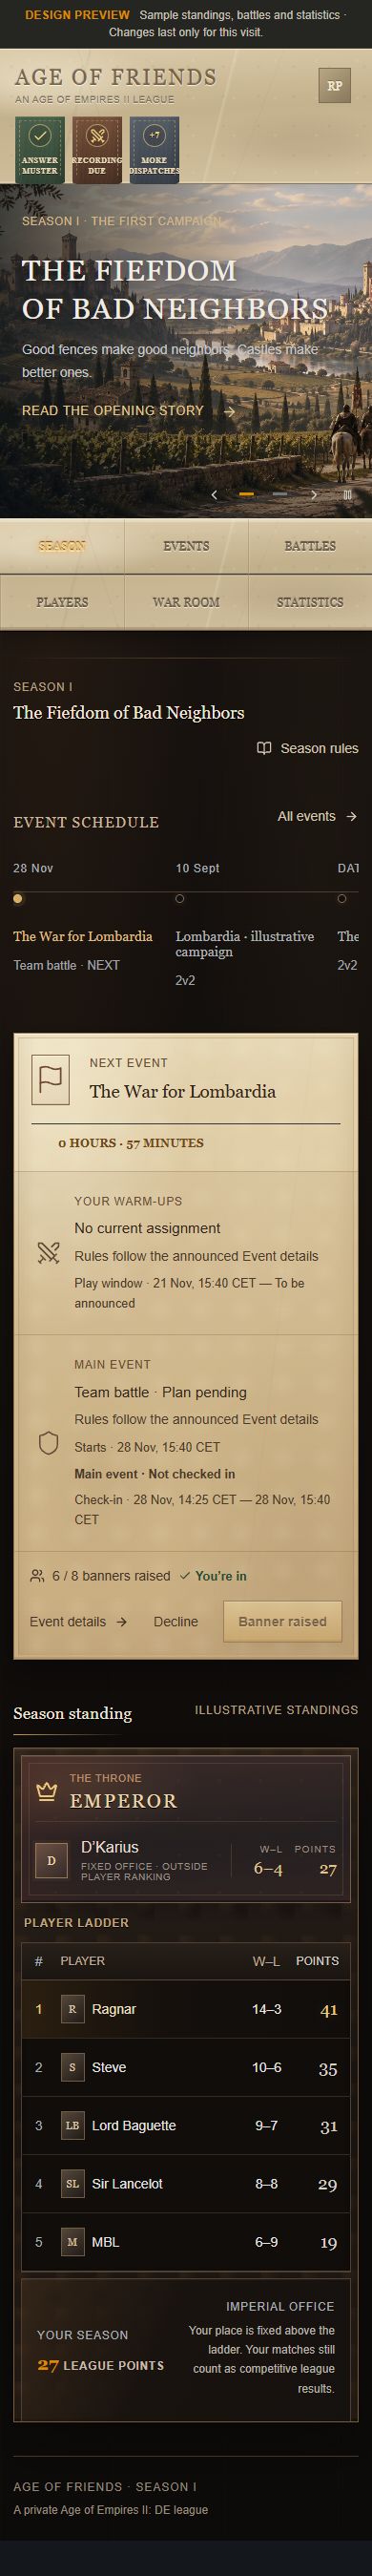 DESIGN PREVIEW Sample standings, battles and statistics ·
Changes last only for this visit.
AGE OF FRIENDS
AN AGE OF EMPIRES II LEAGUE
RP
ANSWER MUSTER
RECORDING DUE
+7
MORE DISPATCHES
SEASON I · THE FIRST CAMPAIGN
THE FIEFDOM
OF BAD NEIGHBORS
Good fences make good neighbors. Castles make
better ones.
READ THE OPENING STORY →
SEASON
EVENTS
BATTLES
PLAYERS
WAR ROOM
STATISTICS
SEASON I
The Fiefdom of Bad Neighbors
Season rules
EVENT SCHEDULE
All events →
28 Nov
10 Sept
DAT
The War for Lombardia
Team battle · NEXT
Lombardia · illustrative
campaign
2v2
The
2v2
NEXT EVENT
The War for Lombardia
0 HOURS · 57 MINUTES
YOUR WARM-UPS
No current assignment
Rules follow the announced Event details
Play window · 21 Nov, 15:40 CET — To be
announced
MAIN EVENT
Team battle · Plan pending
Rules follow the announced Event details
Starts · 28 Nov, 15:40 CET
Main event · Not checked in
Check-in · 28 Nov, 14:25 CET — 28 Nov, 15:40
CET
6 / 8 banners raised ✓ You're in
Event details → Decline Banner raised
Season standing
ILLUSTRATIVE STANDINGS
THE THRONE
EMPEROR
D
D'Karius
FIXED OFFICE · OUTSIDE
PLAYER RANKING
W–L POINTS
6–4 27
PLAYER LADDER
# PLAYER W–L POINTS
1 R Ragnar 14–3 41
2 S Steve 10–6 35
3 LB Lord Baguette 9–7 31
4 SL Sir Lancelot 8–8 29
5 M MBL 6–9 19
YOUR SEASON
27 LEAGUE POINTS
IMPERIAL OFFICE
Your place is fixed above the
ladder. Your matches still
count as competitive league
results.
AGE OF FRIENDS · SEASON I
A private Age of Empires II: DE league